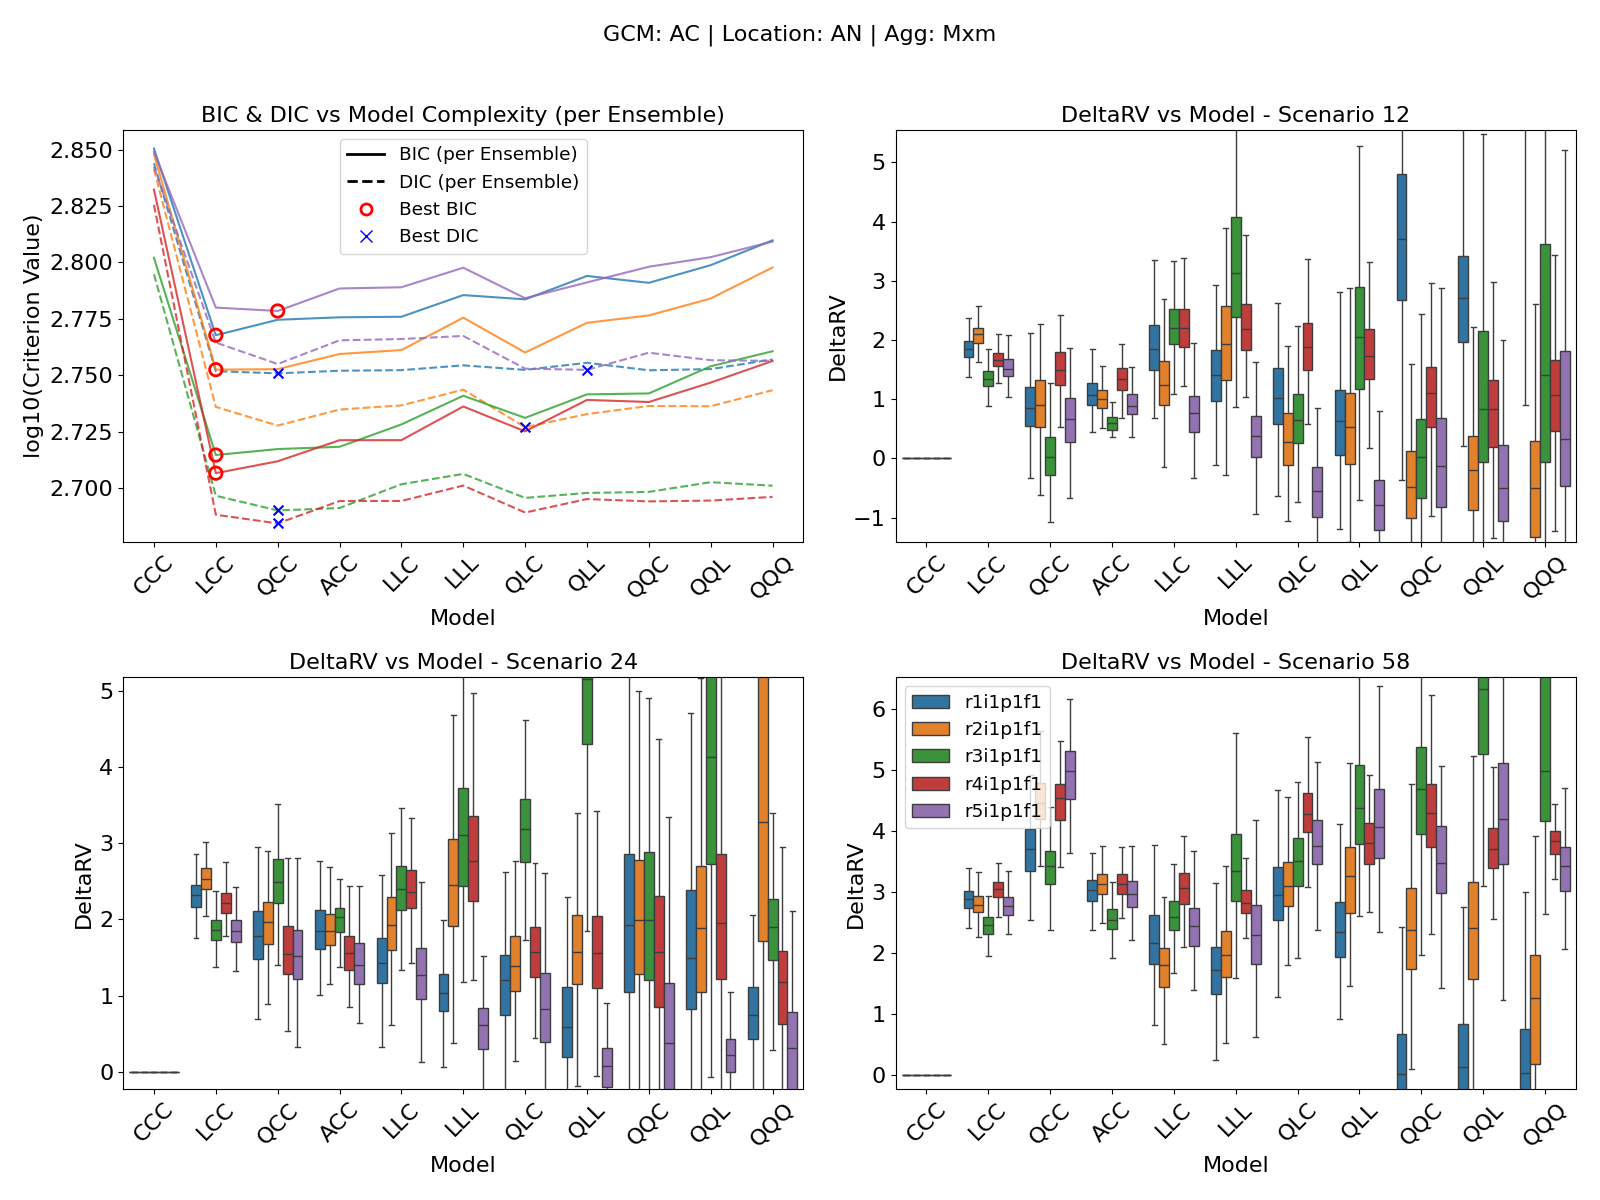 GCM: AC | Location: AN | Agg: Mxm
BIC & DIC vs Model Complexity (per Ensemble)
log10(Criterion Value)
2.850
2.825
2.800
2.775
2.750
2.725
2.700
BIC (per Ensemble)
DIC (per Ensemble)
Best BIC
Best DIC
CCC LCC QCC ACC LLC LLL QLC QLL QQC QQL QQQ
Model
DeltaRV vs Model - Scenario 12
DeltaRV
5
4
3
2
1
0
−1
CCC LCC QCC ACC LLC LLL QLC QLL QQC QQL QQQ
Model
DeltaRV vs Model - Scenario 24
DeltaRV
5
4
3
2
1
0
CCC LCC QCC ACC LLC LLL QLC QLL QQC QQL QQQ
Model
DeltaRV vs Model - Scenario 58
DeltaRV
6
5
4
3
2
1
0
r1i1p1f1
r2i1p1f1
r3i1p1f1
r4i1p1f1
r5i1p1f1
CCC LCC QCC ACC LLC LLL QLC QLL QQC QQL QQQ
Model